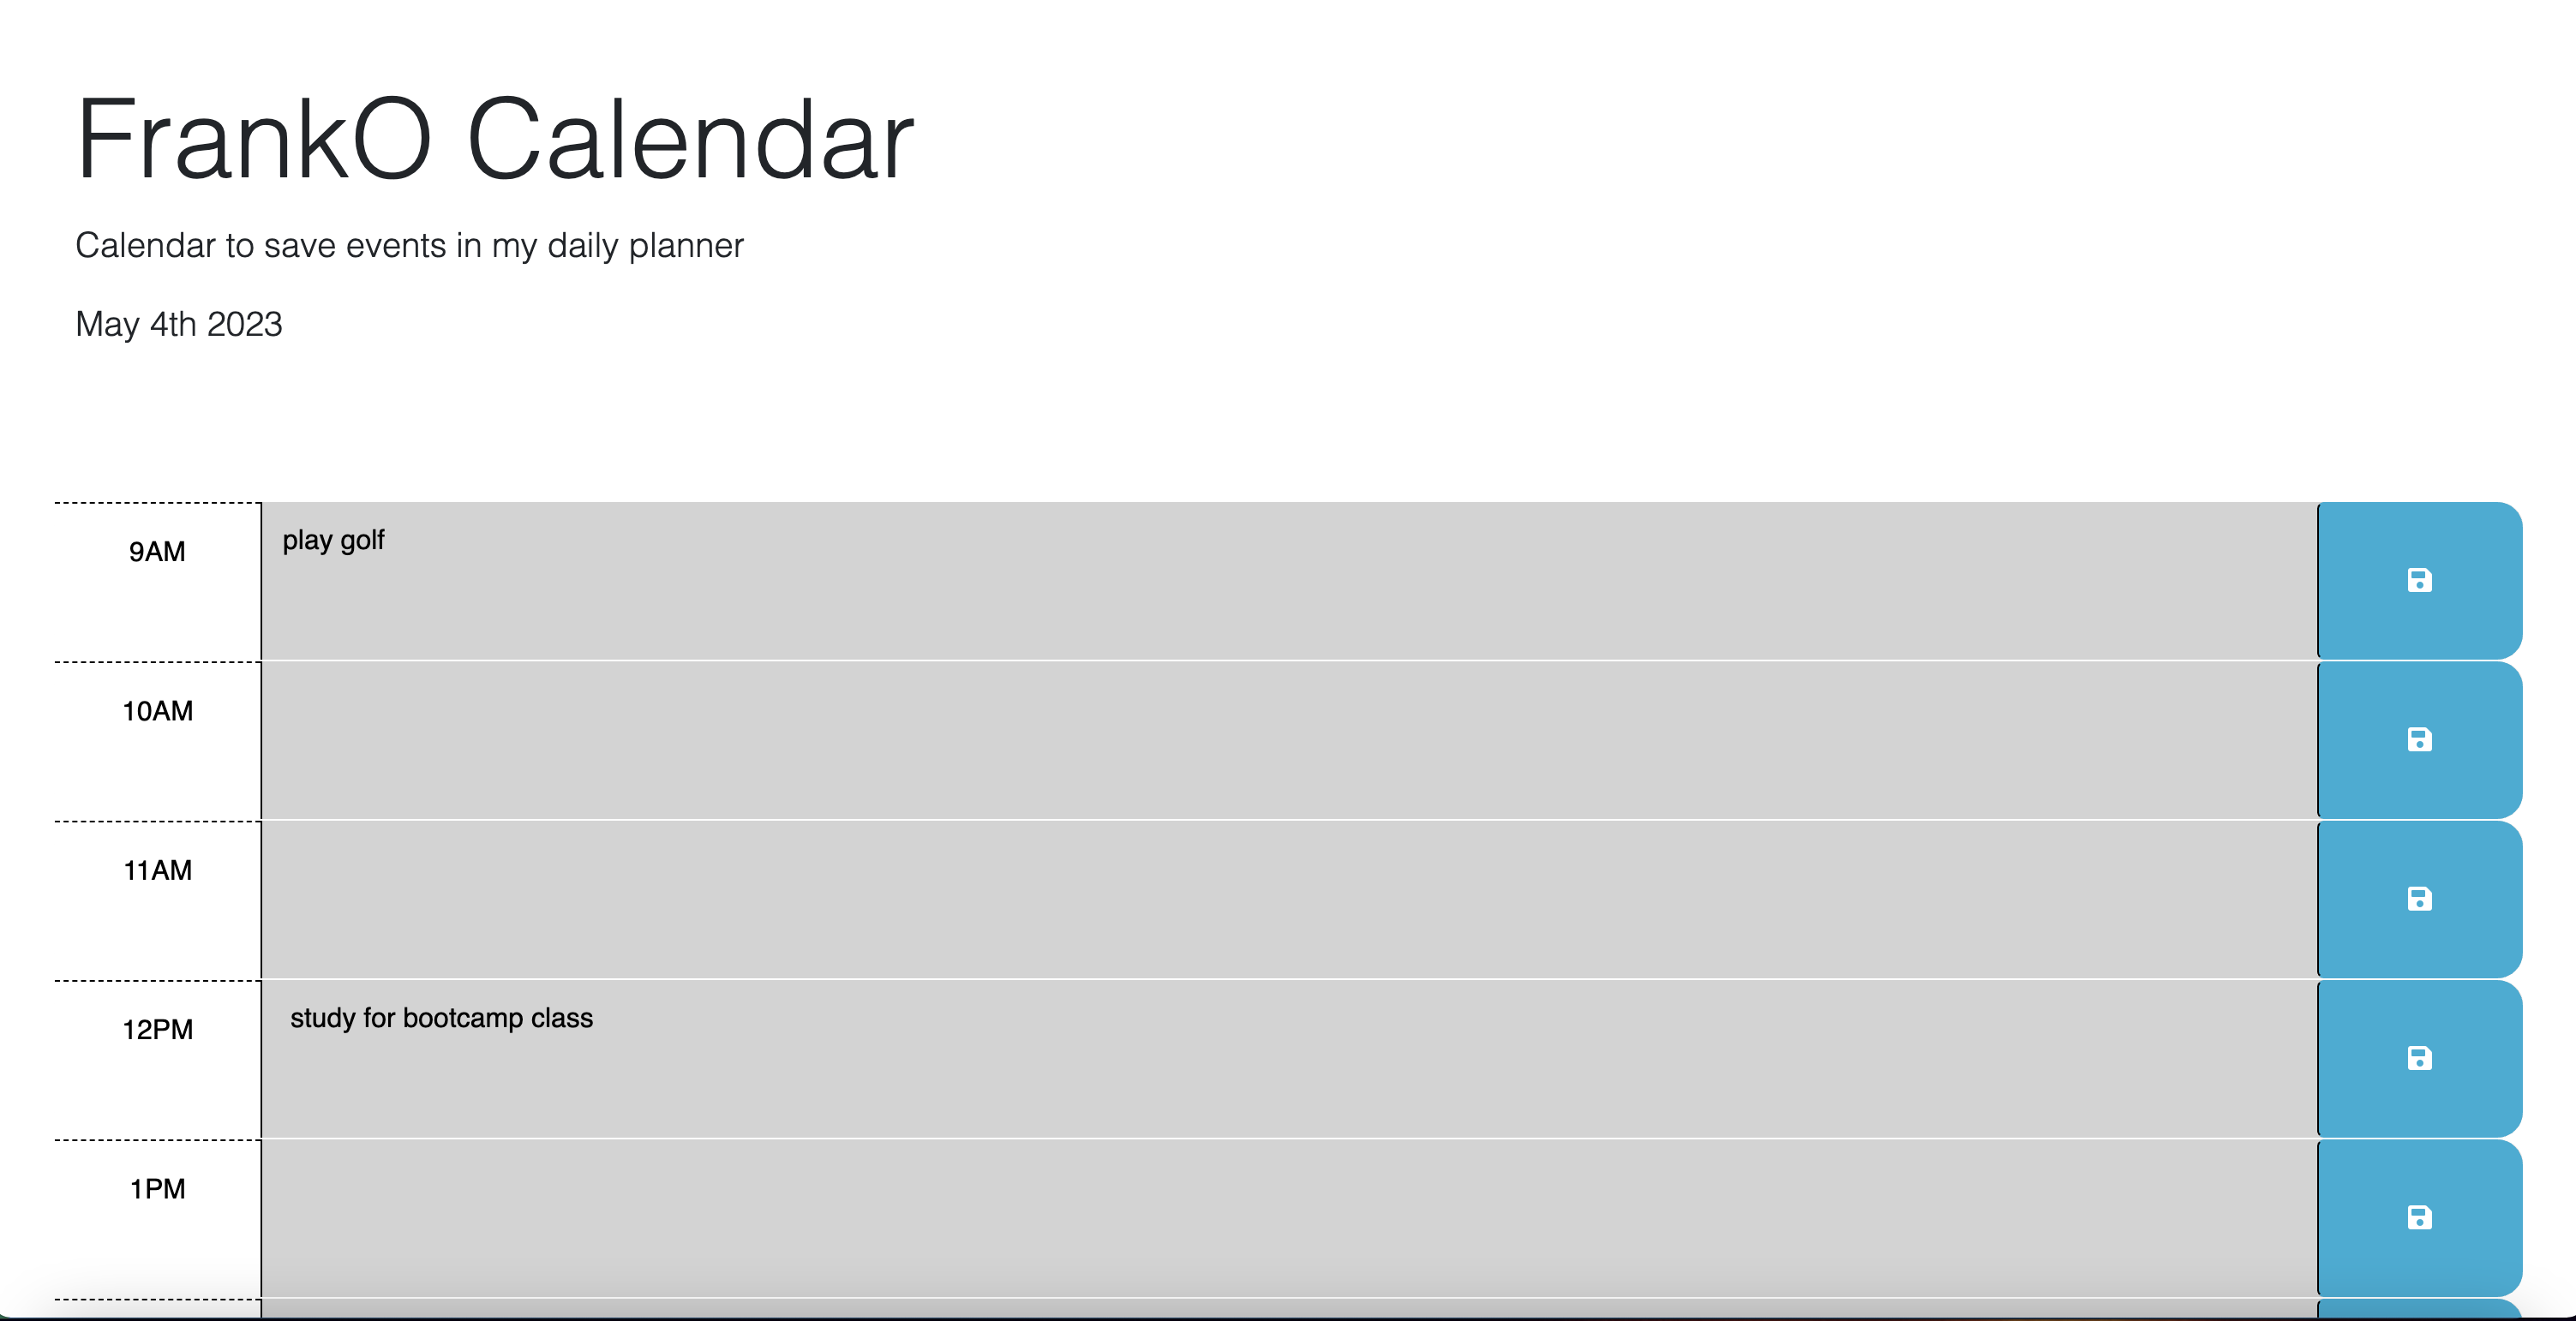 FrankO Calendar
Calendar to save events in my daily planner
May 4th 2023
9AM
play golf
10AM
11AM
12PM
study for bootcamp class
1PM